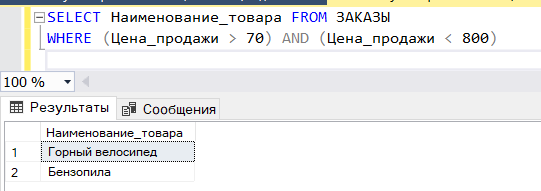 SELECT Наименование_товара FROM ЗАКАЗЫ
WHERE (Цена_продажи > 70) AND (Цена_продажи < 800)
100 %
Результаты Сообщения
Наименование_товара
1 Горный велосипед
2 Бензопила